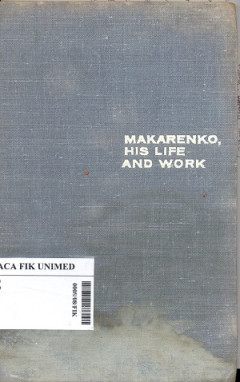 MAKARENKO,
HIS LIFE
AND WORK
ACA FIK UNIMED